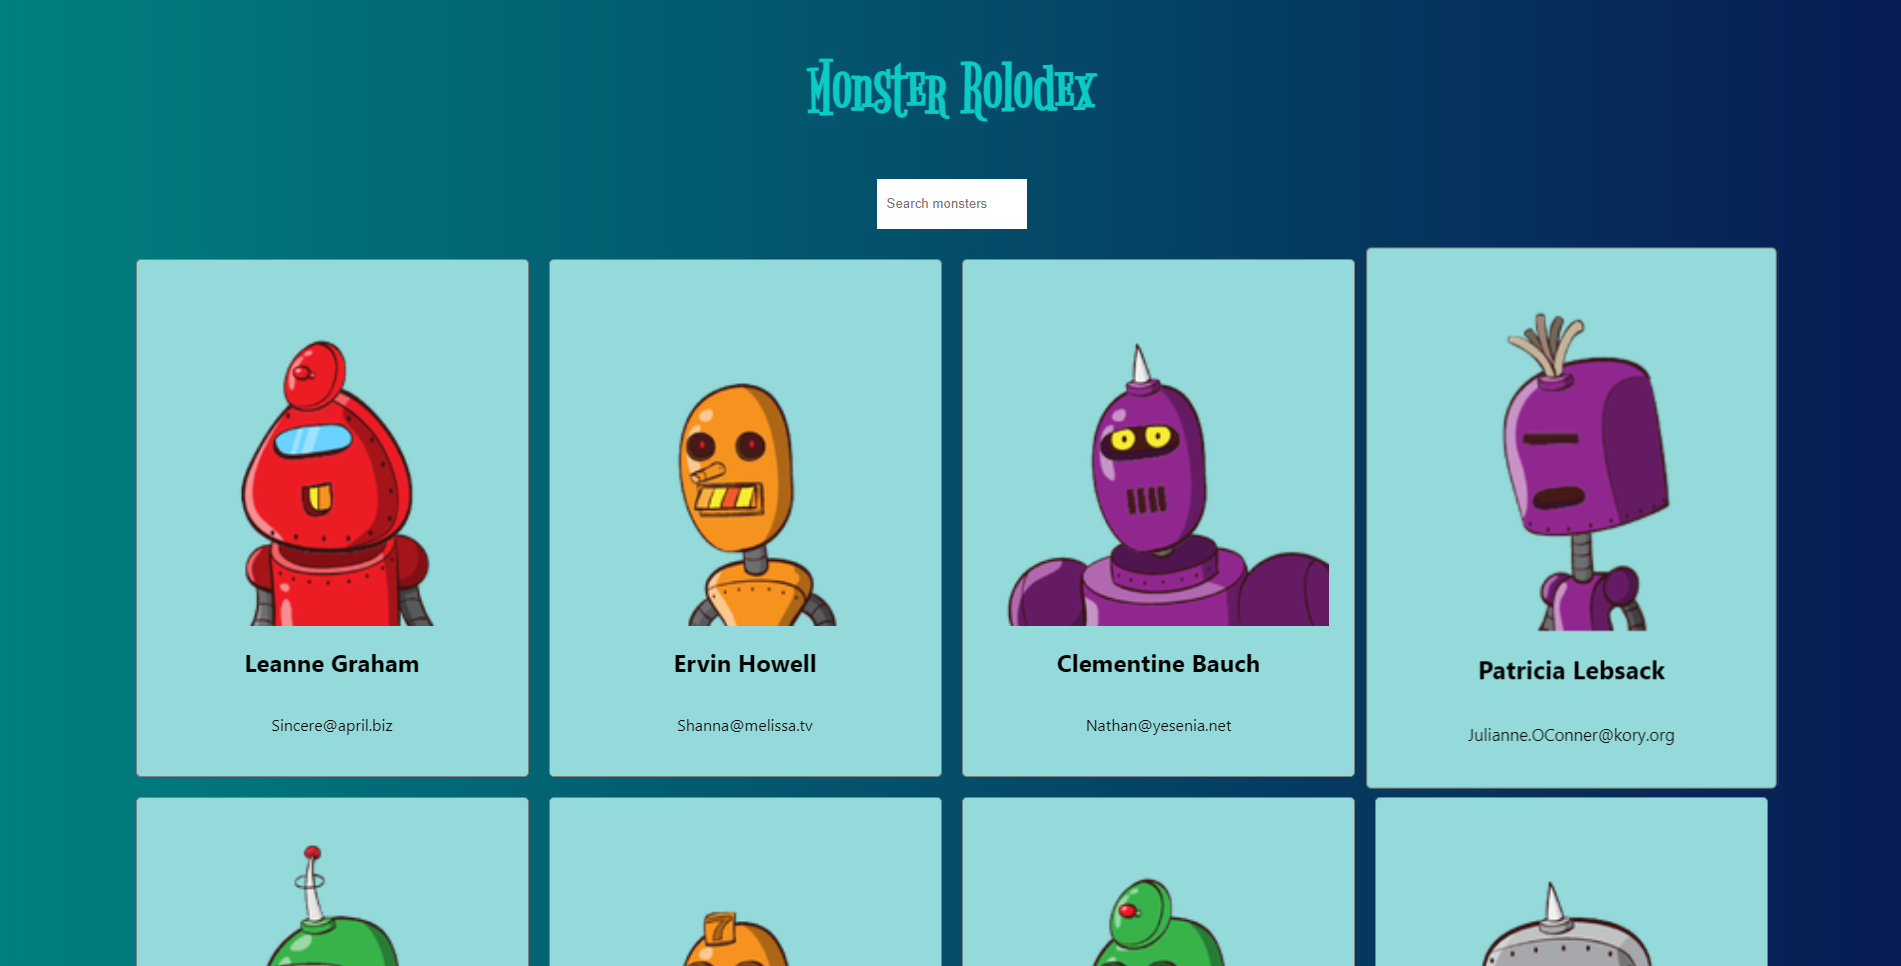 Monster Rolodex
Search monsters
Leanne Graham
Ervin Howell
Clementine Bauch
Patricia Lebsack
Sincere@april.biz
Shanna@melissa.tv
Nathan@yesenia.net
Julianne.OConner@kory.org
7